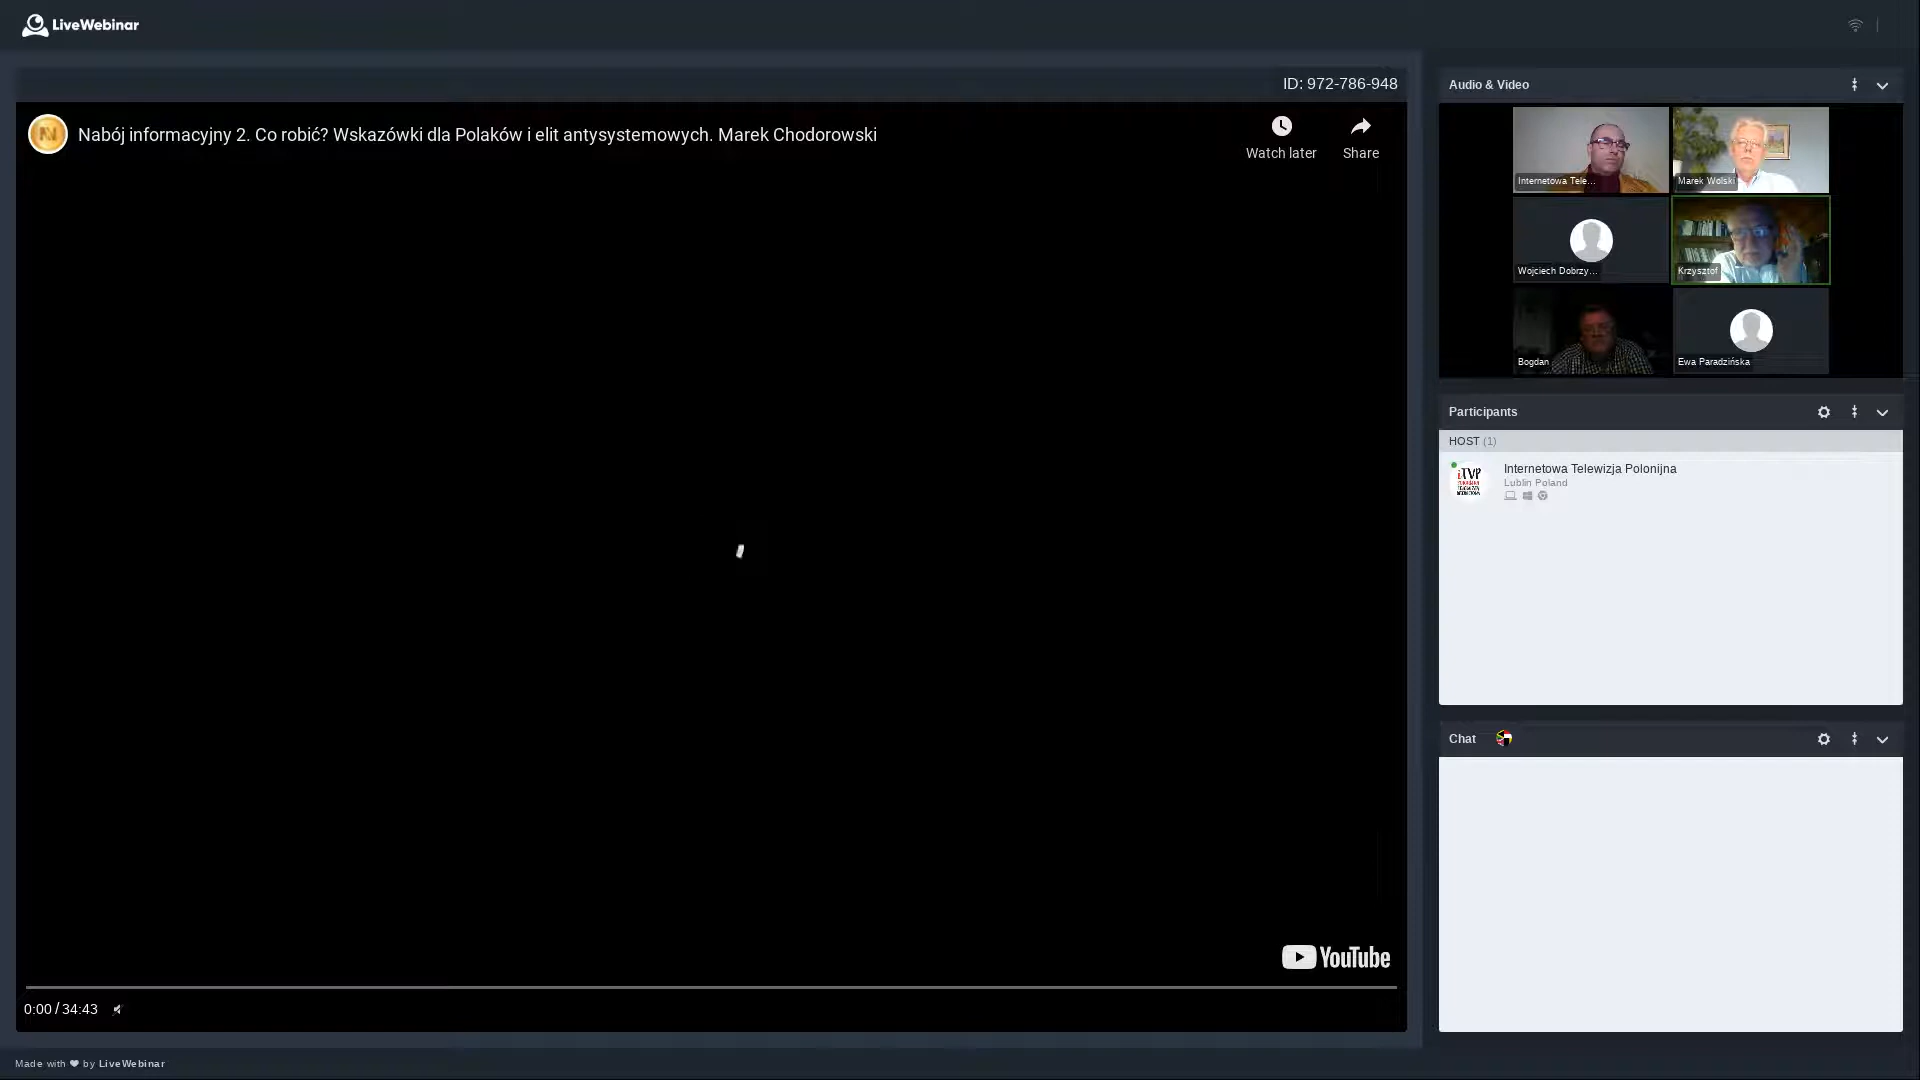 LiveWebinar
ID: 972-786-948
Nabój informacyjny 2. Co robić? Wskazówki dla Polaków i elit antysystemowych. Marek Chodorowski
Watch later
Share
YouTube
0:00 / 34:43
Audio & Video
Internetowa Tele...
Marek Wolski
Wojciech Dobrzy...
Krzysztof
Bogdan
Ewa Paradzińska
Participants
HOST (1)
iTVP
Internetowa Telewizja Polonijna
Lublin Poland
Chat
Made with ❤ by LiveWebinar